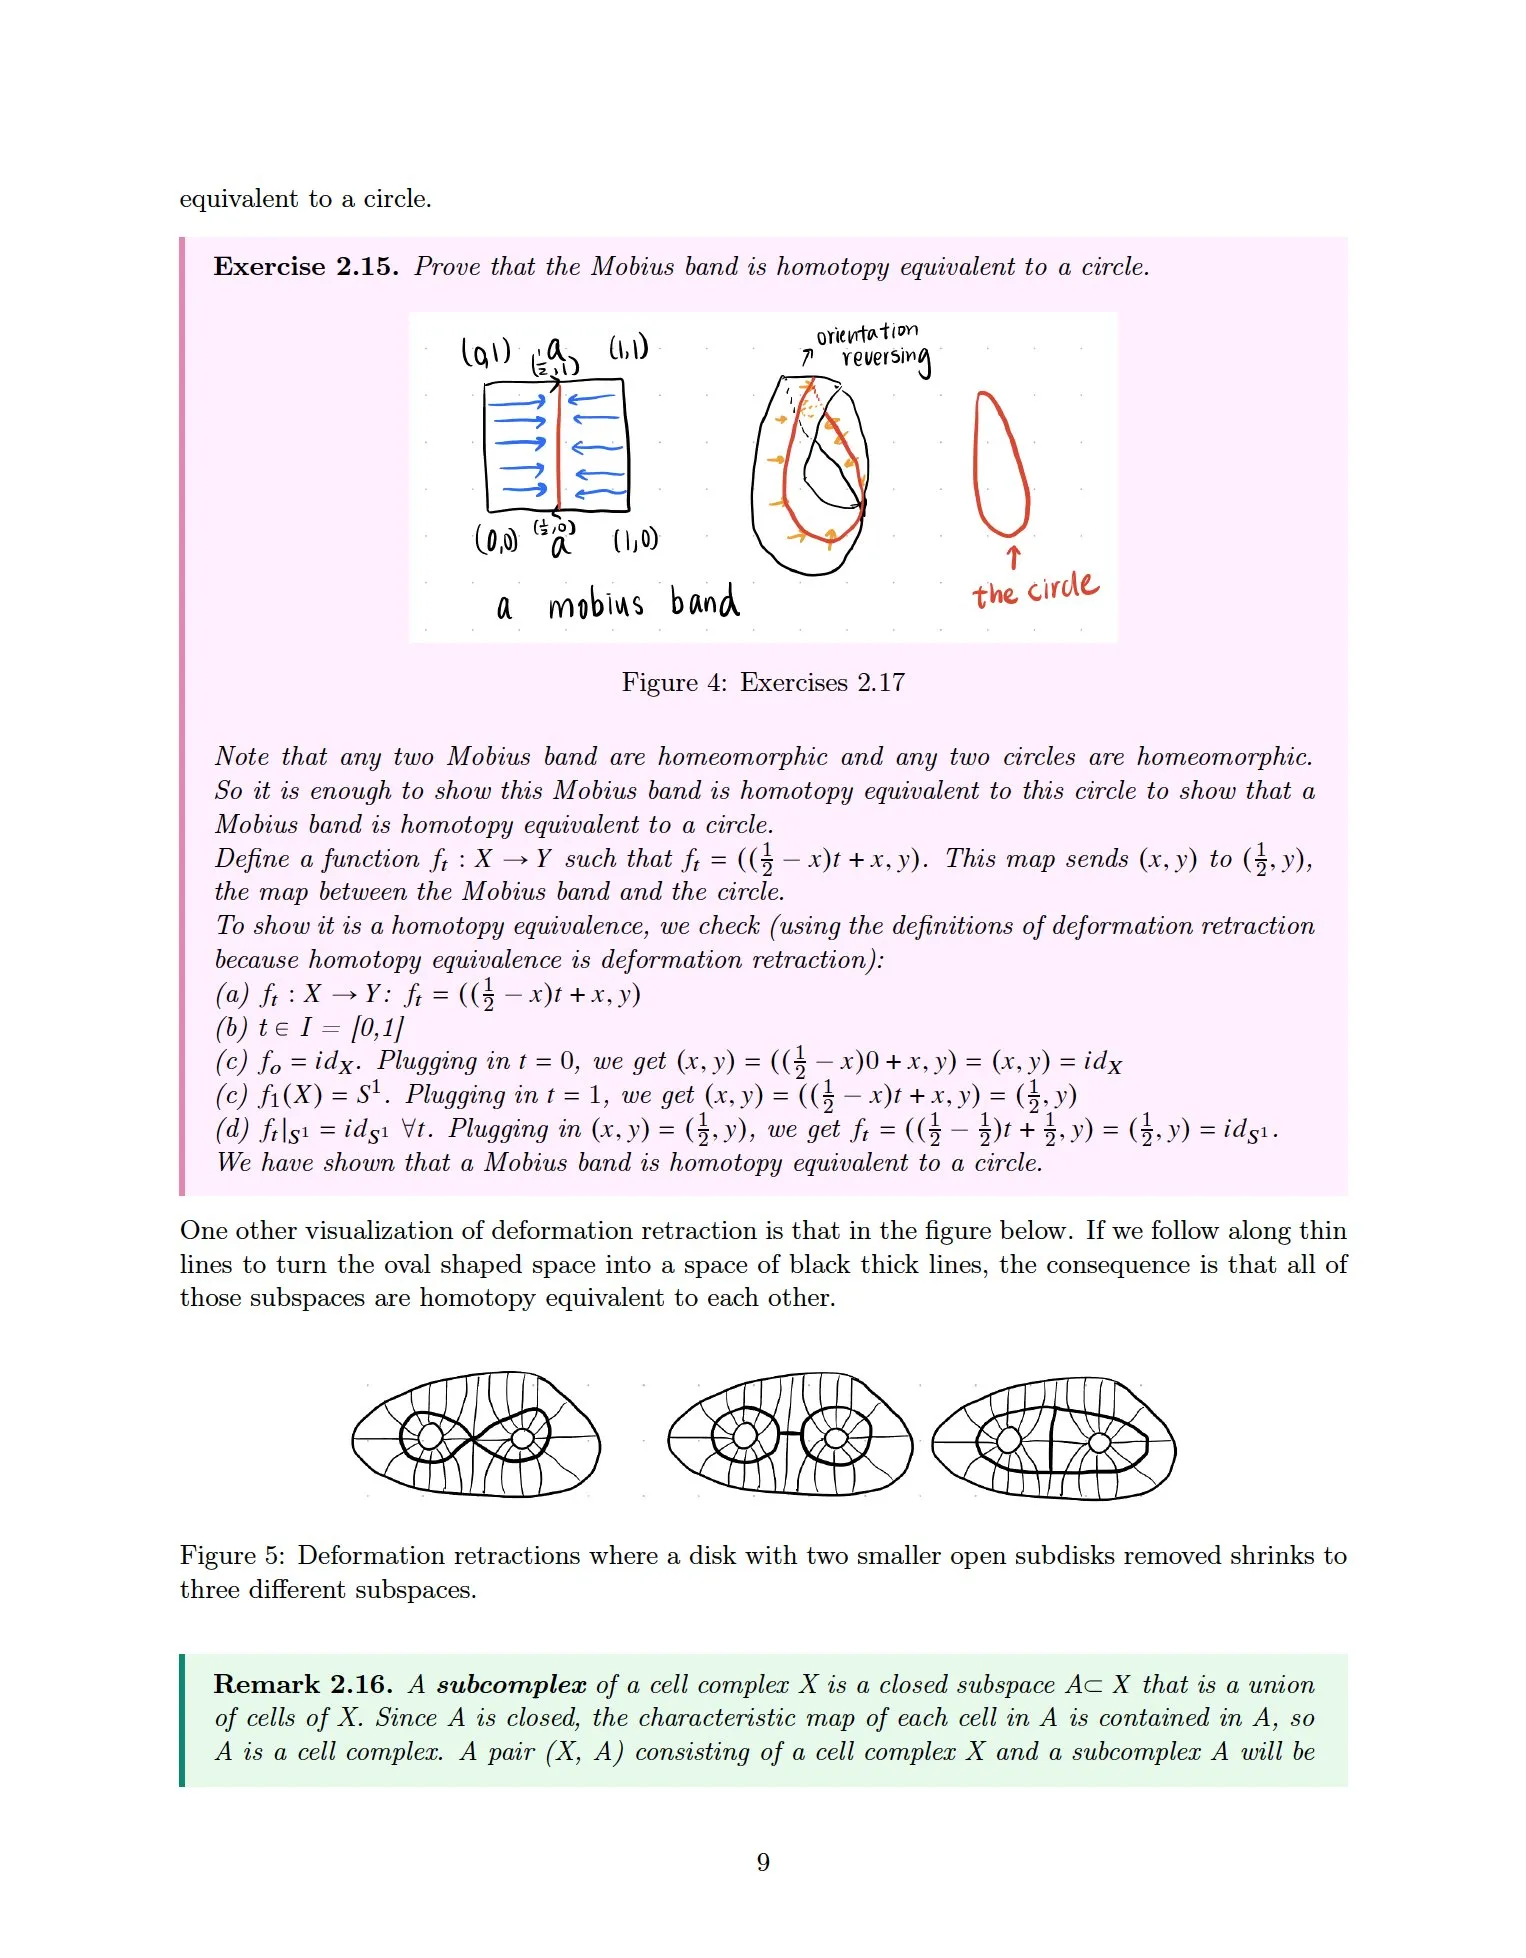 equivalent to a circle.
Exercise 2.15. Prove that the Mobius band is homotopy equivalent to a circle.
(0,1) a (1,1)
(½,1)
orientation
reversing
(0,0) (½,0) (1,0)
a
a mobius band
the circle
Figure 4: Exercises 2.17
Note that any two Mobius band are homeomorphic and any two circles are homeomorphic.
So it is enough to show this Mobius band is homotopy equivalent to this circle to show that a
Mobius band is homotopy equivalent to a circle.
Define a function fₜ : X → Y such that fₜ = ((½ − x)t + x, y). This map sends (x, y) to (½, y),
the map between the Mobius band and the circle.
To show it is a homotopy equivalence, we check (using the definitions of deformation retraction
because homotopy equivalence is deformation retraction):
(a) fₜ : X → Y: fₜ = ((½ − x)t + x, y)
(b) t ∈ I = [0,1]
(c) fₒ = id_X. Plugging in t = 0, we get (x, y) = ((½ − x)0 + x, y) = (x, y) = id_X
(c) f₁(X) = S¹. Plugging in t = 1, we get (x, y) = ((½ − x)t + x, y) = (½, y)
(d) fₜ|_S¹ = id_S¹ ∀t. Plugging in (x, y) = (½, y), we get fₜ = ((½ − ½)t + ½, y) = (½, y) = id_S¹.
We have shown that a Mobius band is homotopy equivalent to a circle.
One other visualization of deformation retraction is that in the figure below. If we follow along thin
lines to turn the oval shaped space into a space of black thick lines, the consequence is that all of
those subspaces are homotopy equivalent to each other.
Figure 5: Deformation retractions where a disk with two smaller open subdisks removed shrinks to
three different subspaces.
Remark 2.16. A subcomplex of a cell complex X is a closed subspace A⊂ X that is a union
of cells of X. Since A is closed, the characteristic map of each cell in A is contained in A, so
A is a cell complex. A pair (X, A) consisting of a cell complex X and a subcomplex A will be
9